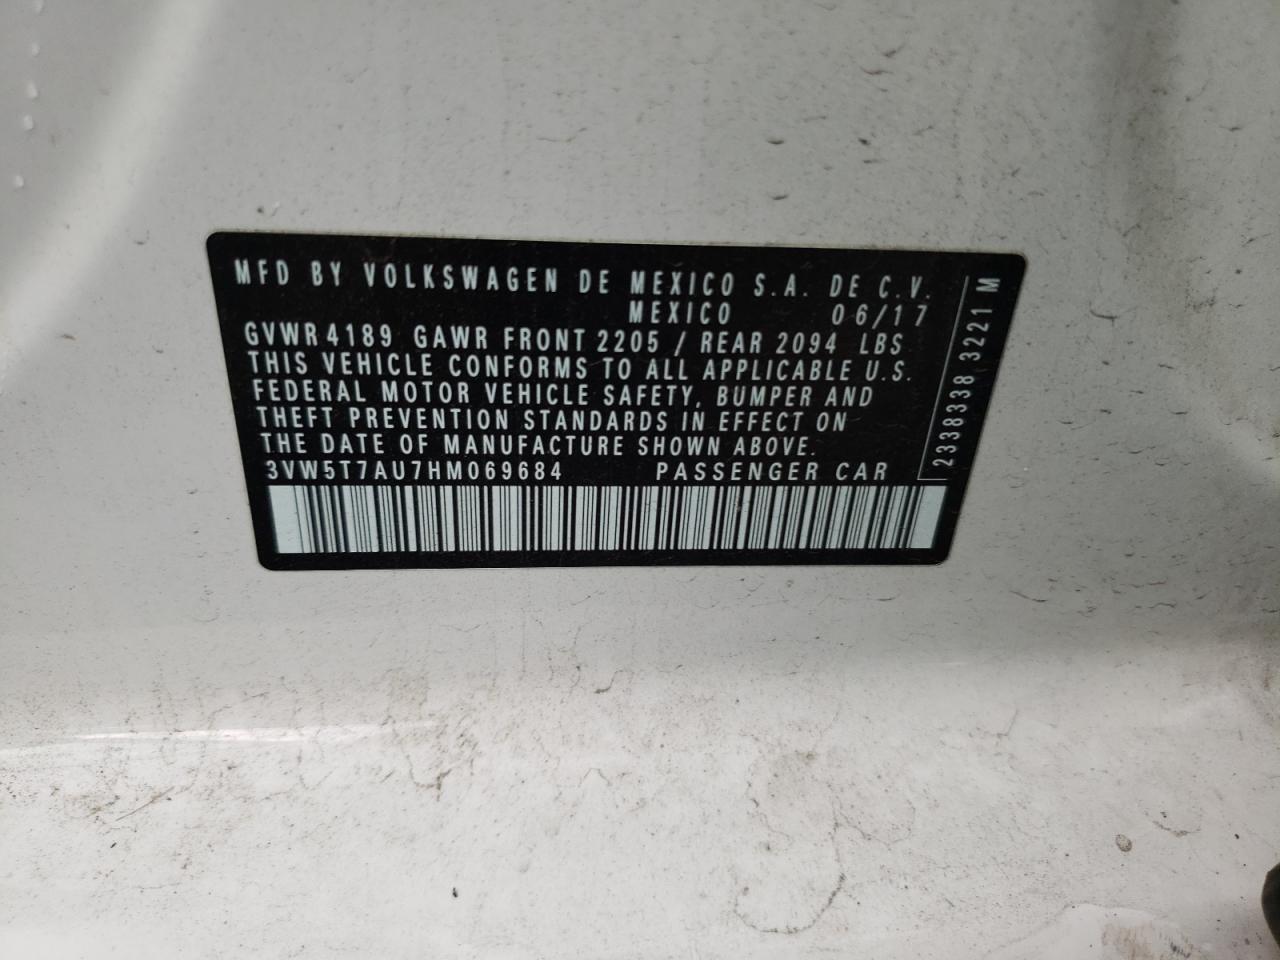 MFD BY VOLKSWAGEN DE MEXICO S.A. DE C.V.
MEXICO 06/17
GVWR 4189 GAWR FRONT 2205 / REAR 2094 LBS
THIS VEHICLE CONFORMS TO ALL APPLICABLE U.S.
FEDERAL MOTOR VEHICLE SAFETY, BUMPER AND
THEFT PREVENTION STANDARDS IN EFFECT ON
THE DATE OF MANUFACTURE SHOWN ABOVE.
3VW5T7AU7HM069684 PASSENGER CAR
2338338 3221 M